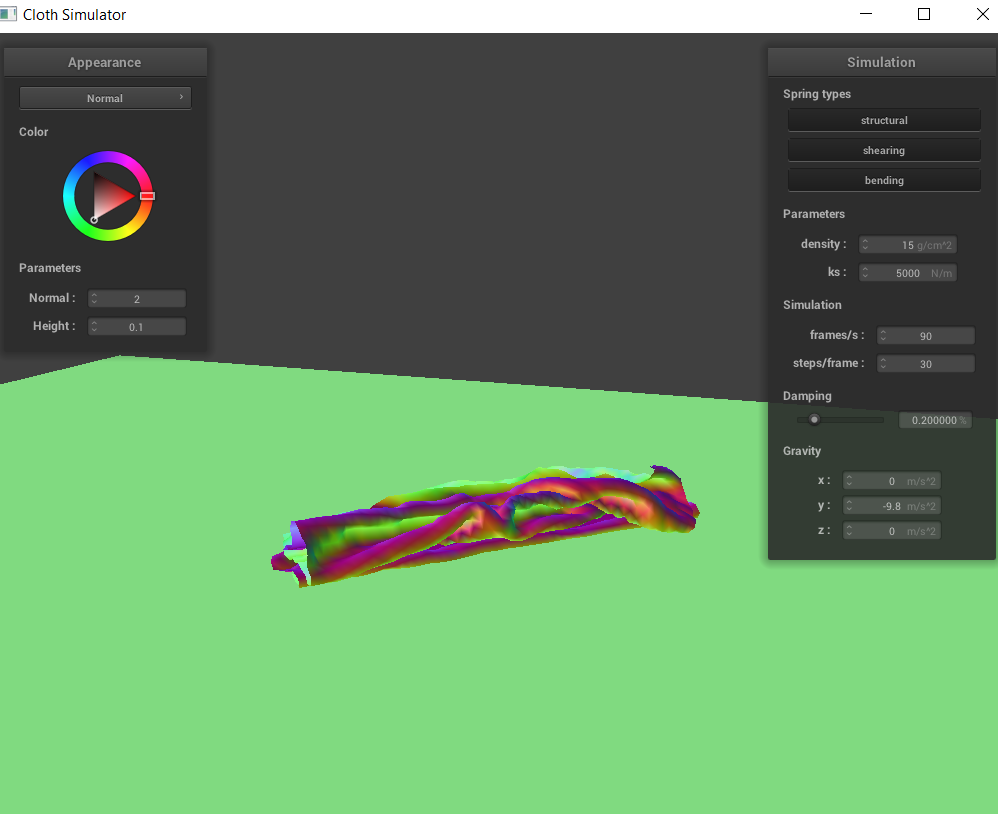 Cloth Simulator
Appearance
Normal
Color
Parameters
Normal : 2
Height : 0.1
Simulation
Spring types
structural
shearing
bending
Parameters
density : 15 g/cm^2
ks : 5000 N/m
Simulation
frames/s : 90
steps/frame : 30
Damping
0.200000 %
Gravity
x : 0 m/s^2
y : -9.8 m/s^2
z : 0 m/s^2